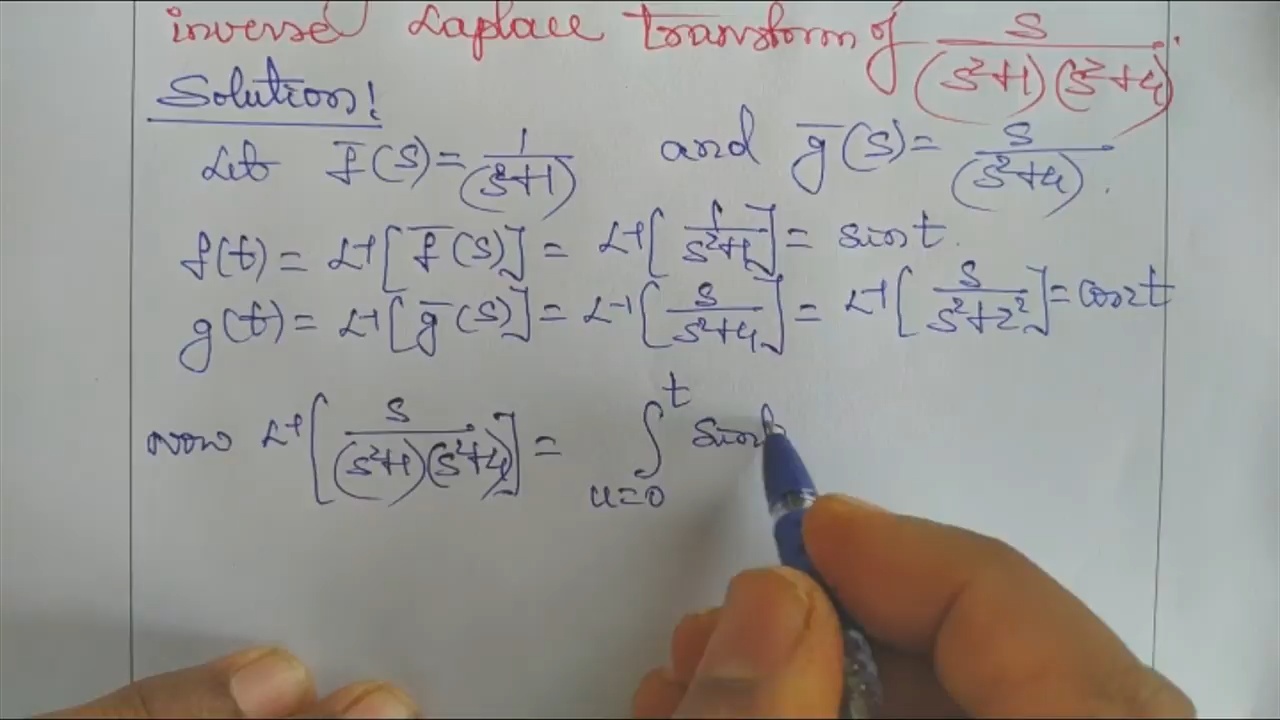 inverse Laplace Transform of s/((s²+1)(s²+4)).
Solution!
Let f̅(s) = 1/(s²+1) and g̅(s) = s/(s²+4).
f(t) = L⁻¹[f̅(s)] = L⁻¹[1/(s²+1)] = sint.
g(t) = L⁻¹[g̅(s)] = L⁻¹[s/(s²+4)] = L⁻¹[s/(s²+2²)] = cos2t
Now L⁻¹[s/((s²+1)(s²+4))] = ∫_{u=0}^{t} sin